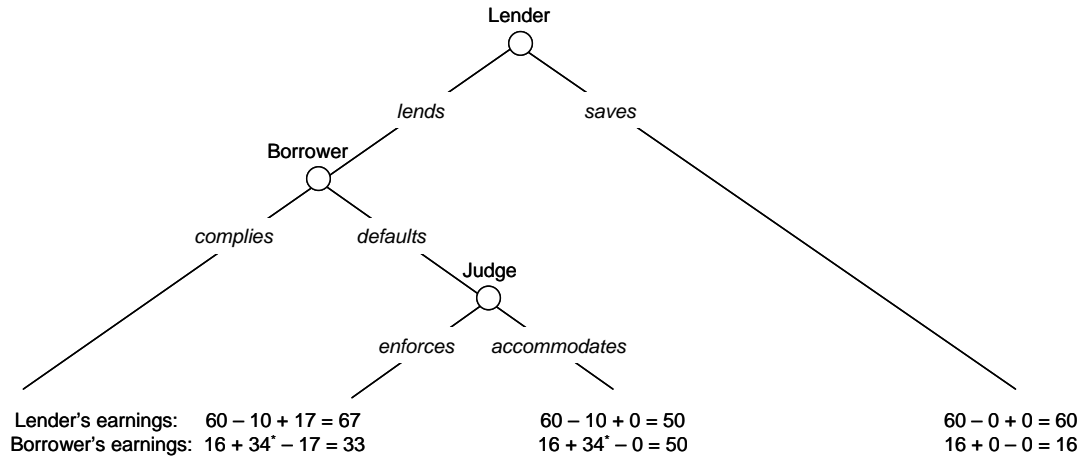 Lender
lends saves
Borrower
complies defaults
Judge
enforces accommodates
Lender's earnings: 60 – 10 + 17 = 67 60 – 10 + 0 = 50 60 – 0 + 0 = 60
Borrower's earnings: 16 + 34* – 17 = 33 16 + 34* – 0 = 50 16 + 0 – 0 = 16